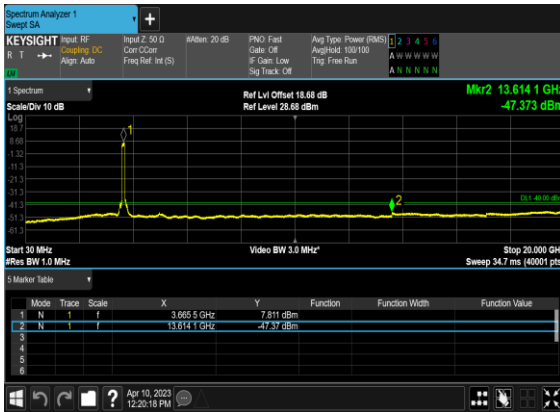 Spectrum Analyzer 1
Swept SA
+
KEYSIGHT Input: RF Input Z: 50 Ω #Atten: 20 dB PNO: Fast Avg Type: Power (RMS) 1 2 3 4 5 6
R T Coupling: DC Corr CCorr Gate: Off Avg|Hold: 100/100 A W W W W W
Align: Auto Freq Ref: Int (S) IF Gain: Low Trig: Free Run
LXI Sig Track: Off A N N N N N
1 Spectrum Ref Lvl Offset 18.68 dB Mkr2 13.614 1 GHz
Scale/Div 10 dB Ref Level 28.68 dBm -47.373 dBm
Log
18.7
8.68
-1.32
-11.3
-21.3
-31.3
-41.3
-51.3
-61.3
1
2
DL1 -40.00 dBm
Start 30 MHz Video BW 3.0 MHz* Stop 20.000 GHz
#Res BW 1.0 MHz Sweep 34.7 ms (40001 pts)
5 Marker Table
Mode Trace Scale X Y Function Function Width Function Value
1 N 1 f 3.665 5 GHz 7.811 dBm
2 N 1 f 13.614 1 GHz -47.37 dBm
3
4
5
6
? Apr 10, 2023
12:20:18 PM